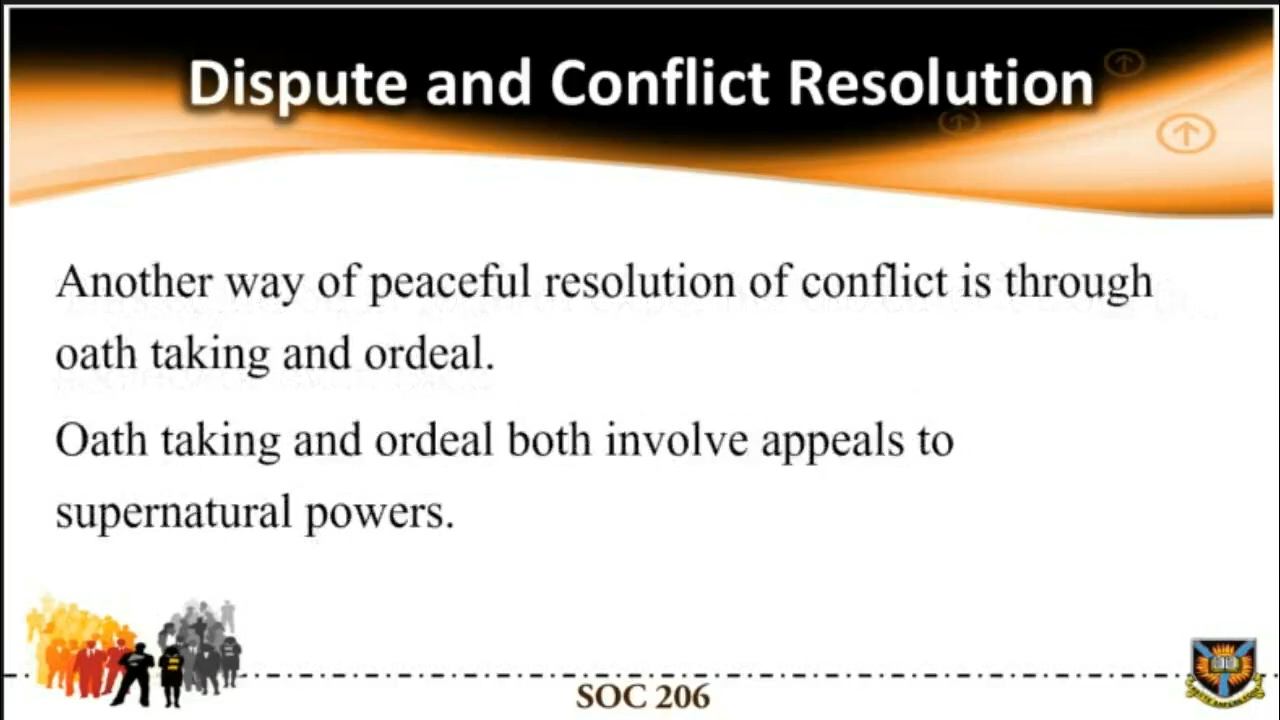 Dispute and Conflict Resolution
Another way of peaceful resolution of conflict is through
oath taking and ordeal.
Oath taking and ordeal both involve appeals to
supernatural powers.
SOC 206